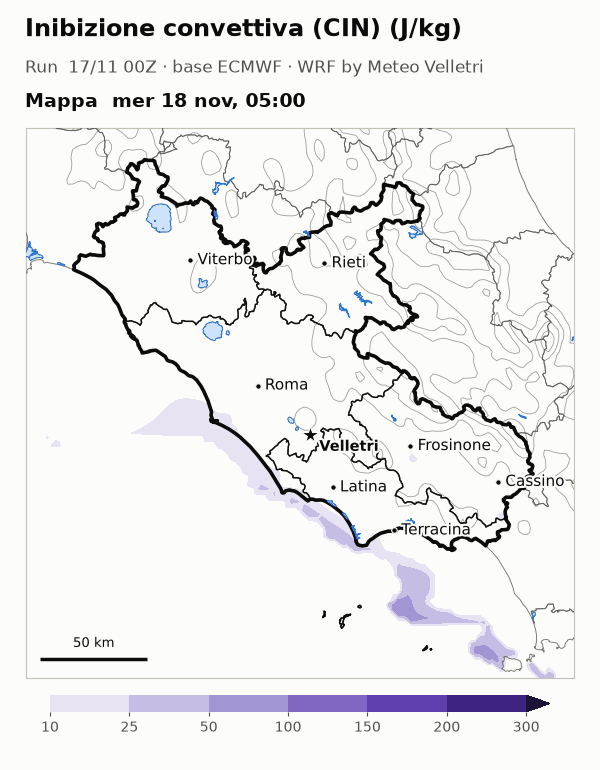 Inibizione convettiva (CIN) (J/kg)
Run  17/11 00Z · base ECMWF · WRF by Meteo Velletri
Mappa  mer 18 nov, 05:00
Viterbo
Rieti
Roma
Velletri
Frosinone
Latina
Cassino
Terracina
50 km
10 25 50 100 150 200 300